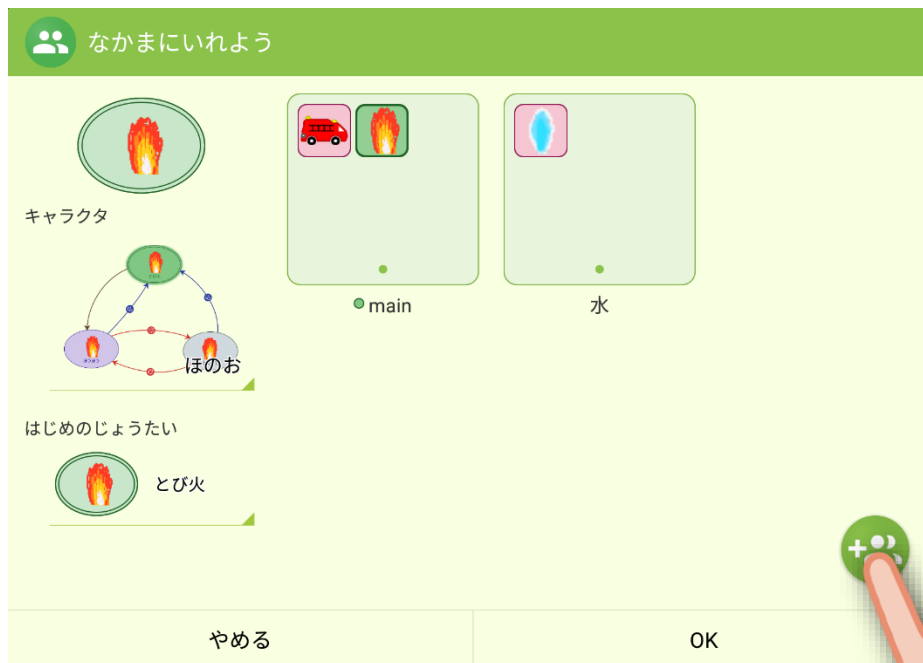 なかまにいれよう
キャラクタ
ほのお
はじめのじょうたい
とび火
main
水
やめる
OK